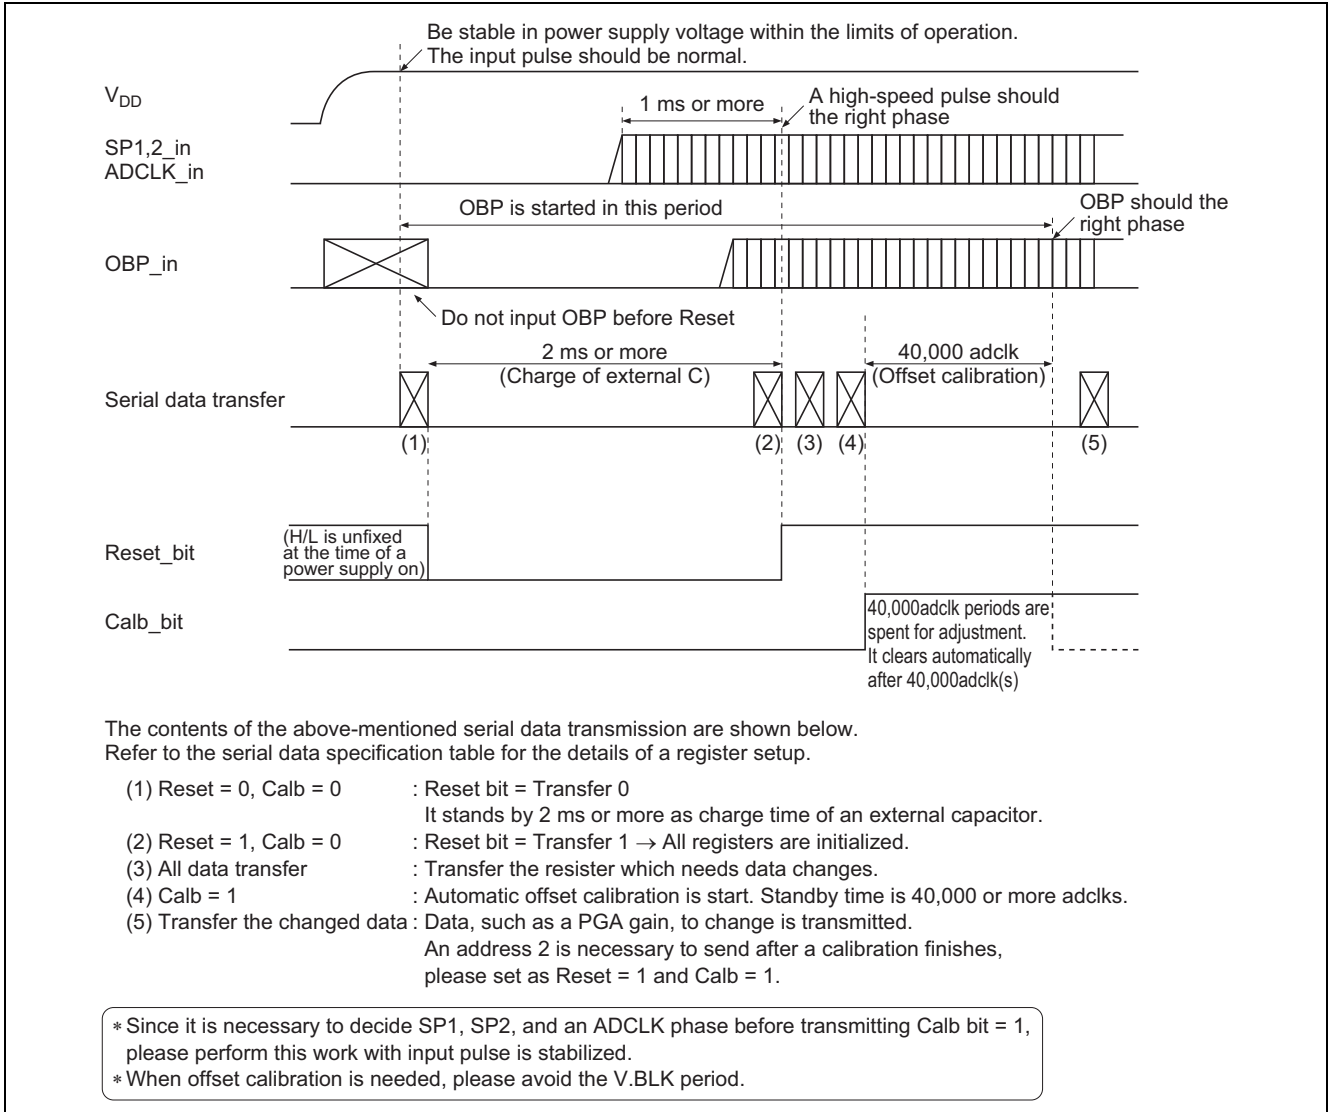 Be stable in power supply voltage within the limits of operation.
The input pulse should be normal.
VDD
1 ms or more
A high-speed pulse should
the right phase
SP1,2_in
ADCLK_in
OBP is started in this period
OBP should the
right phase
OBP_in
Do not input OBP before Reset
2 ms or more
(Charge of external C)
40,000 adclk
(Offset calibration)
Serial data transfer
(1)
(2)
(3)
(4)
(5)
Reset_bit
(H/L is unfixed
at the time of a
power supply on)
Calb_bit
40,000adclk periods are
spent for adjustment.
It clears automatically
after 40,000adclk(s)
The contents of the above-mentioned serial data transmission are shown below.
Refer to the serial data specification table for the details of a register setup.
(1) Reset = 0, Calb = 0 : Reset bit = Transfer 0
It stands by 2 ms or more as charge time of an external capacitor.
(2) Reset = 1, Calb = 0 : Reset bit = Transfer 1 → All registers are initialized.
(3) All data transfer : Transfer the resister which needs data changes.
(4) Calb = 1 : Automatic offset calibration is start. Standby time is 40,000 or more adclks.
(5) Transfer the changed data : Data, such as a PGA gain, to change is transmitted.
An address 2 is necessary to send after a calibration finishes,
please set as Reset = 1 and Calb = 1.
* Since it is necessary to decide SP1, SP2, and an ADCLK phase before transmitting Calb bit = 1,
please perform this work with input pulse is stabilized.
* When offset calibration is needed, please avoid the V.BLK period.